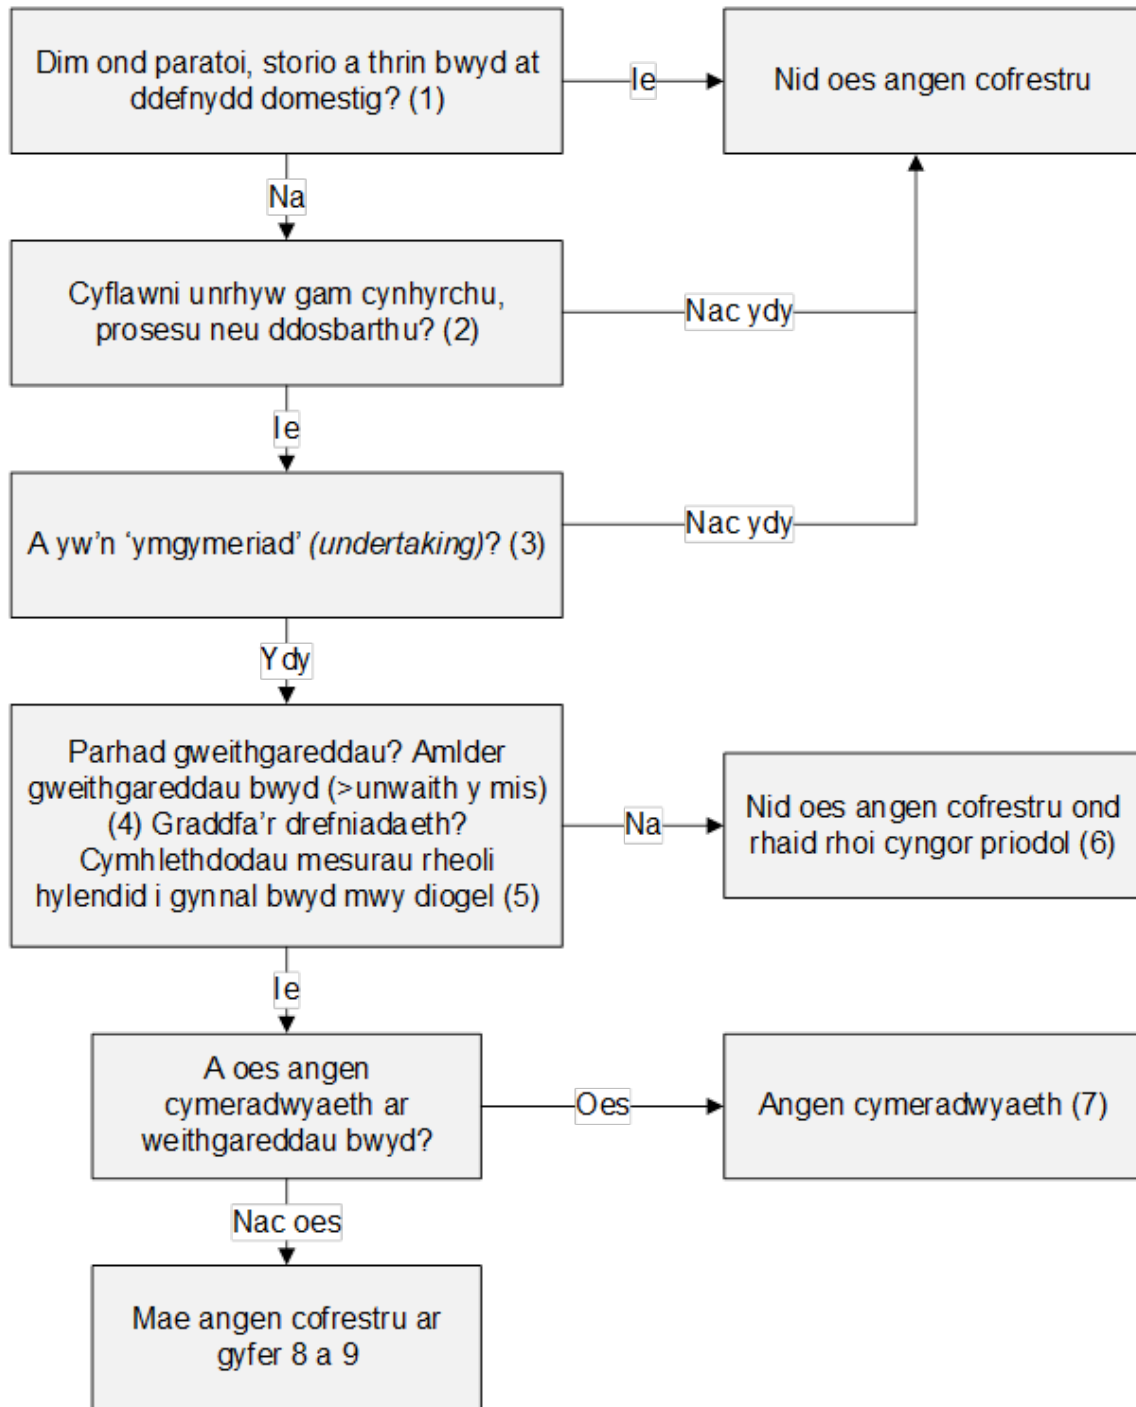 Dim ond paratoi, storio a thrin bwyd at
ddefnydd domestig? (1)
Ie
Nid oes angen cofrestru
Na
Cyflawni unrhyw gam cynhyrchu,
prosesu neu ddosbarthu? (2)
Nac ydy
Ie
A yw'n ‘ymgymeriad’ (undertaking)? (3)
Nac ydy
Ydy
Parhad gweithgareddau? Amlder
gweithgareddau bwyd (>unwaith y mis)
(4) Graddfa’r drefniadaeth?
Cymhlethdodau mesurau rheoli
hylendid i gynnal bwyd mwy diogel (5)
Na
Nid oes angen cofrestru ond
rhaid rhoi cyngor priodol (6)
Ie
A oes angen
cymeradwyaeth ar
weithgareddau bwyd?
Oes
Angen cymeradwyaeth (7)
Nac oes
Mae angen cofrestru ar
gyfer 8 a 9